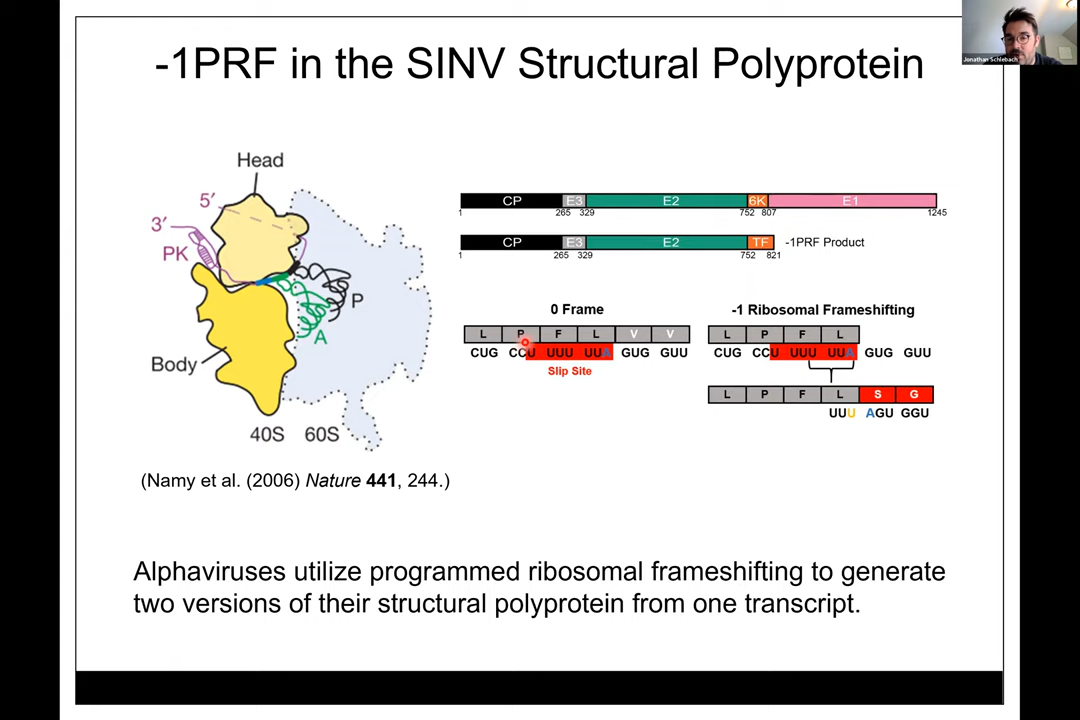 -1PRF in the SINV Structural Polyprotein
Jonathan Schlebach
Head
5′
3′
PK
P
A
Body
40S 60S
(Namy et al. (2006) Nature 441, 244.)
CP E3 E2 6K E1
1 265 329 752 807 1245
CP E3 E2 TF -1PRF Product
1 265 329 752 821
0 Frame
L P F L V V
CUG CCU UUU UUA GUG GUU
Slip Site
-1 Ribosomal Frameshifting
L P F L
CUG CCU UUU UUA GUG GUU
L P F L S G
UUU AGU GGU
Alphaviruses utilize programmed ribosomal frameshifting to generate
two versions of their structural polyprotein from one transcript.